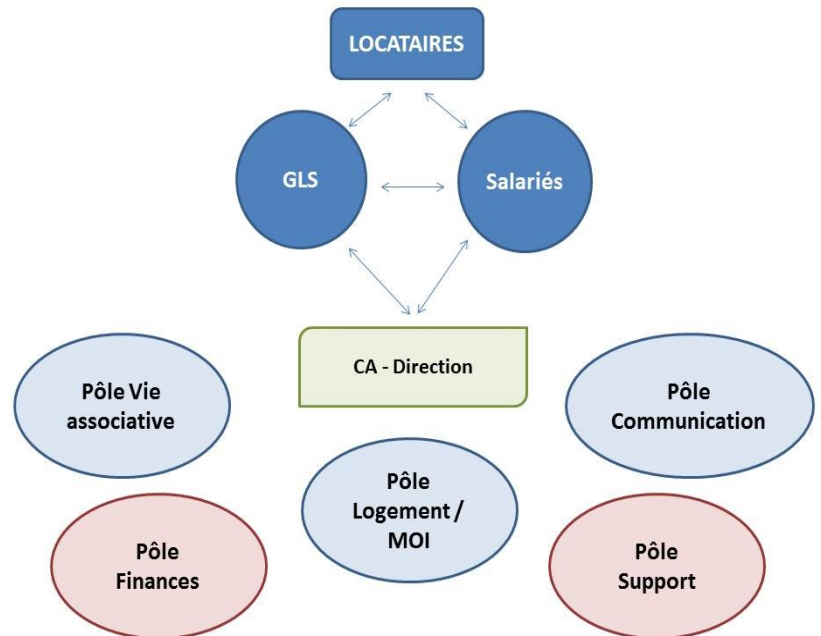 LOCATAIRES
GLS
Salariés
CA - Direction
Pôle Vie
associative
Pôle
Communication
Pôle
Logement /
MOI
Pôle
Finances
Pôle
Support